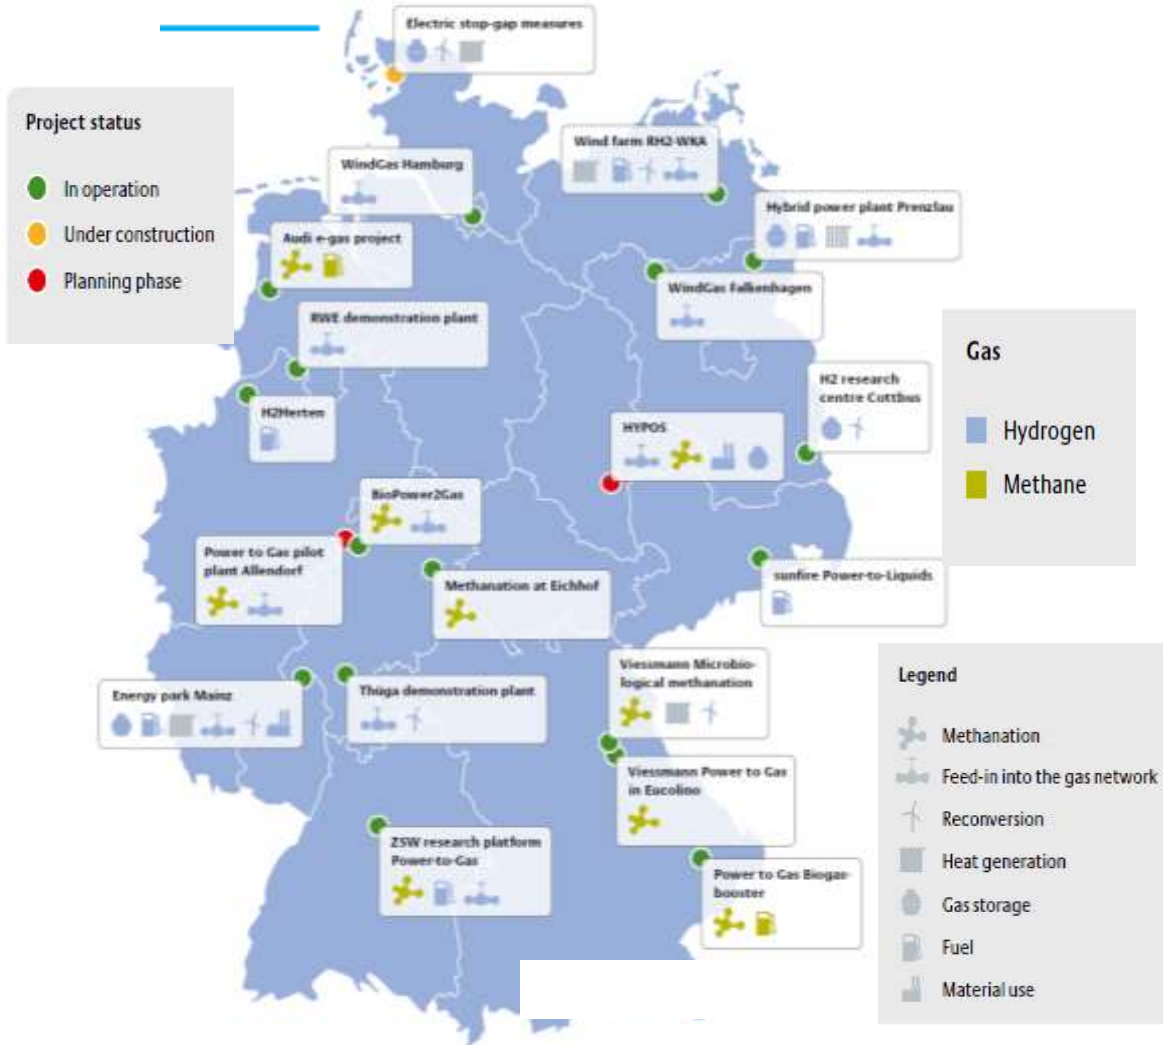 Electric stop-gap measures
Project status
In operation
Under construction
Planning phase
WindGas Hamburg
Wind farm RH2-WKA
Hybrid power plant Prenzlau
Audi e-gas project
WindGas Falkenhagen
RWE demonstration plant
Gas
Hydrogen
Methane
H2 research
centre Cottbus
H2Herten
HYPOS
BioPower2Gas
Power to Gas pilot
plant Allendorf
Methanation at Eichhof
sunfire Power-to-Liquids
Viessmann Microbio-
logical methanation
Energy park Mainz
Thüga demonstration plant
Viessmann Power to Gas
in Eucolino
ZSW research platform
Power-to-Gas
Power to Gas Biogas-
booster
Legend
Methanation
Feed-in into the gas network
Reconversion
Heat generation
Gas storage
Fuel
Material use